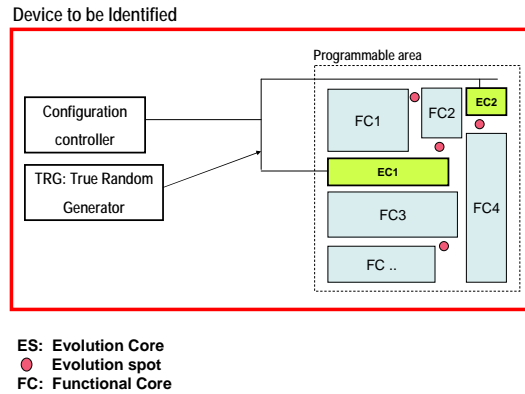 Device to be Identified
Programmable area
Configuration
controller
TRG: True Random
Generator
FC1
FC2
EC2
EC1
FC3
FC4
FC ..
ES: Evolution Core
Evolution spot
FC: Functional Core